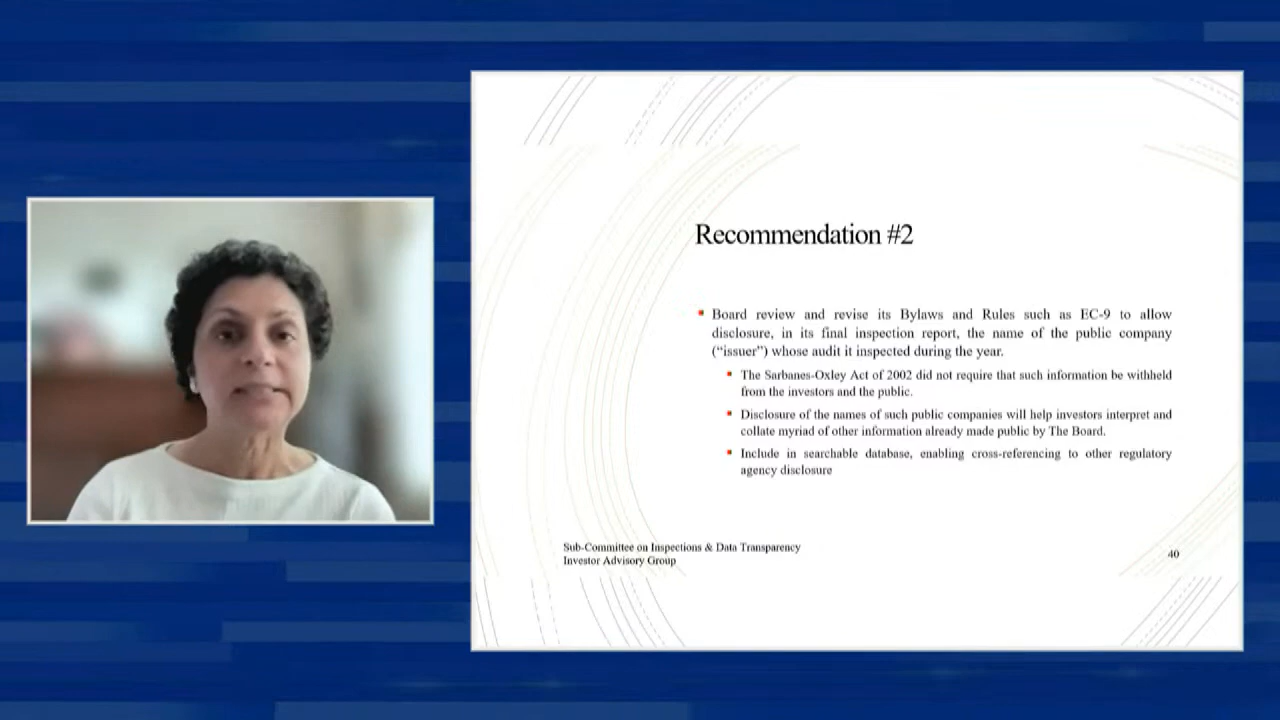 Recommendation #2
Board review and revise its Bylaws and Rules such as EC-9 to allow
disclosure, in its final inspection report, the name of the public company
(“issuer”) whose audit it inspected during the year.
The Sarbanes-Oxley Act of 2002 did not require that such information be withheld
from the investors and the public.
Disclosure of the names of such public companies will help investors interpret and
collate myriad of other information already made public by The Board.
Include in searchable database, enabling cross-referencing to other regulatory
agency disclosure
Sub-Committee on Inspections & Data Transparency
Investor Advisory Group
40